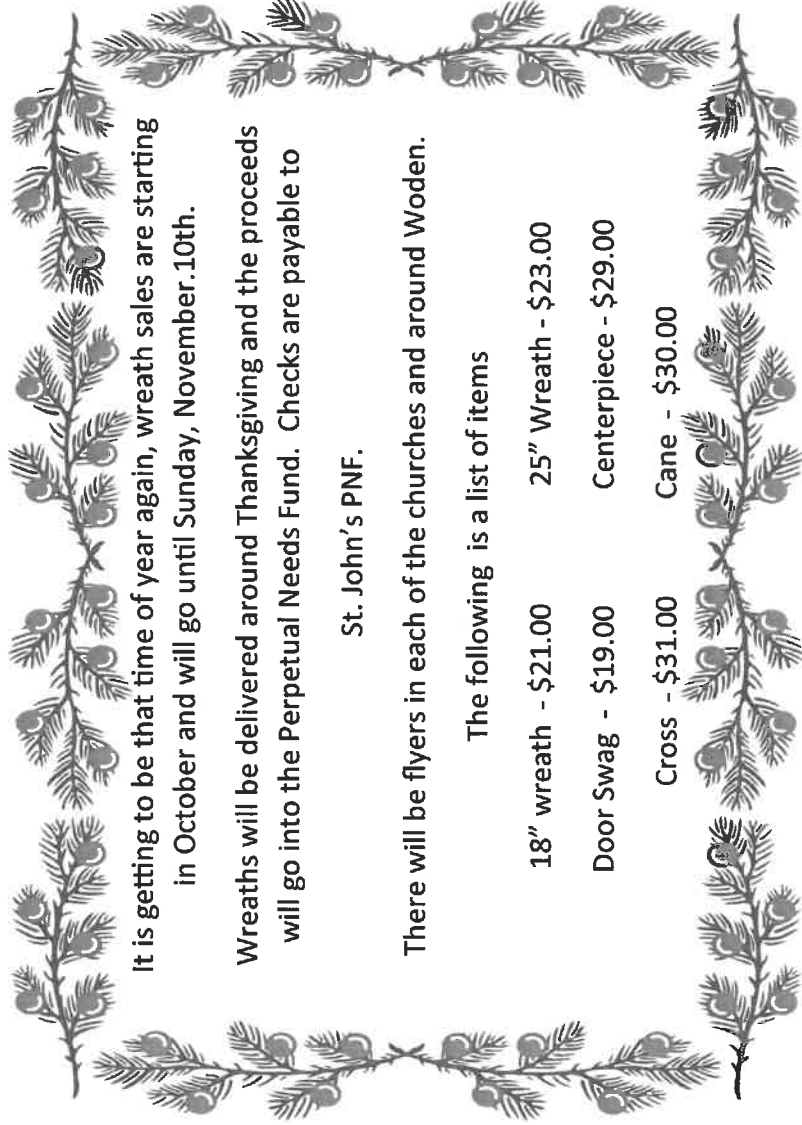 It is getting to be that time of year again, wreath sales are starting
in October and will go until Sunday, November.10th.
Wreaths will be delivered around Thanksgiving and the proceeds
will go into the Perpetual Needs Fund.  Checks are payable to
St. John's PNF.
There will be flyers in each of the churches and around Woden.
The following  is a list of items
18” wreath - $21.00 25” Wreath - $23.00
Door Swag  -  $19.00 Centerpiece - $29.00
Cross  - $31.00 Cane  -  $30.00